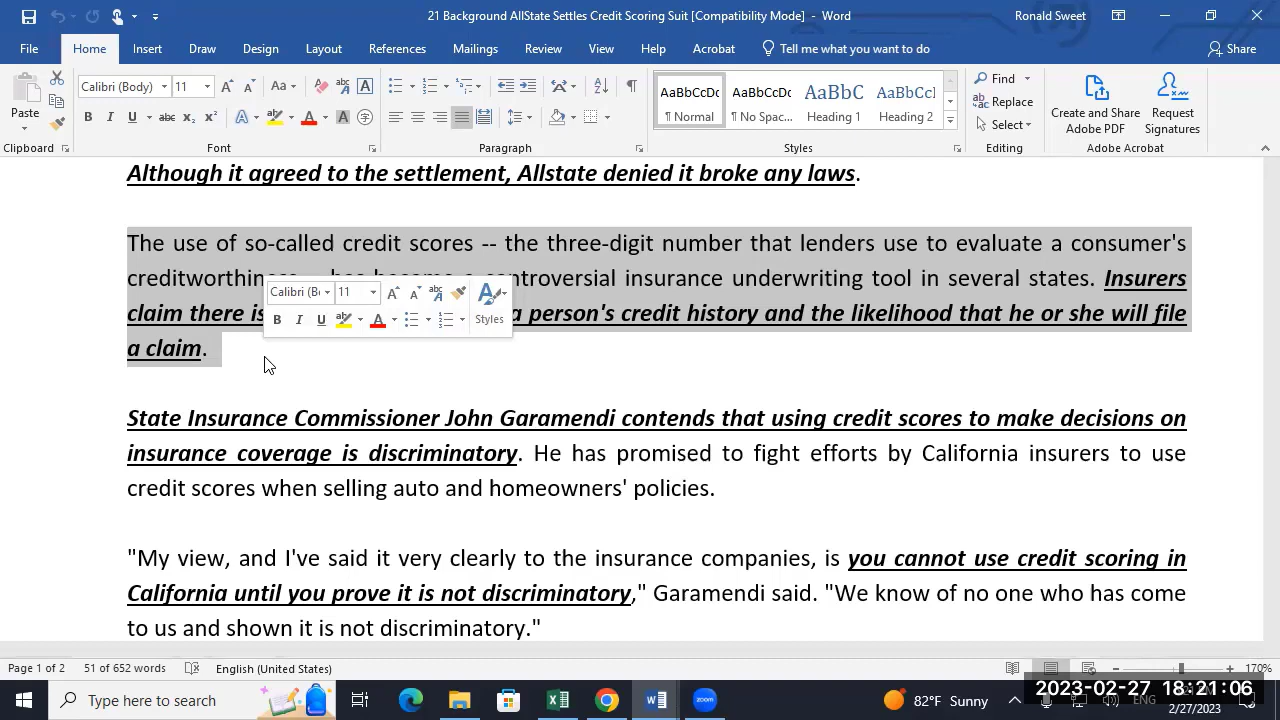 21 Background AllState Settles Credit Scoring Suit [Compatibility Mode] - Word
Ronald Sweet
File Home Insert Draw Design Layout References Mailings Review View Help Acrobat Tell me what you want to do Share
Paste
Calibri (Body) 11
AaBbCcDc AaBbCcDc AaBbC AaBbCcl
¶ Normal ¶ No Spac... Heading 1 Heading 2
Find
Replace
Select
Create and Share Adobe PDF
Request Signatures
Clipboard Font Paragraph Styles Editing Adobe Acrobat
Although it agreed to the settlement, Allstate denied it broke any laws.
The use of so-called credit scores -- the three-digit number that lenders use to evaluate a consumer's
creditworthiness has controversial insurance underwriting tool in several states. Insurers
claim there is a person's credit history and the likelihood that he or she will file
a claim.
Calibri (B 11
Styles
State Insurance Commissioner John Garamendi contends that using credit scores to make decisions on
insurance coverage is discriminatory. He has promised to fight efforts by California insurers to use
credit scores when selling auto and homeowners' policies.
"My view, and I've said it very clearly to the insurance companies, is you cannot use credit scoring in
California until you prove it is not discriminatory," Garamendi said. "We know of no one who has come
to us and shown it is not discriminatory."
Page 1 of 2 51 of 652 words English (United States) 170%
Type here to search
zoom
82°F Sunny
ENG
2023-02-27 18:21:06
2/27/2023